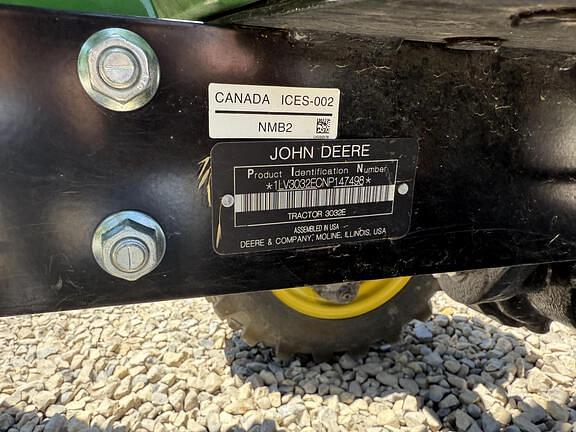 CANADA ICES-002
NMB2
JOHN DEERE
Product Identification Number
*1LV3032ECNP147498*
TRACTOR 3032E
ASSEMBLED IN USA
DEERE & COMPANY, MOLINE, ILLINOIS, USA